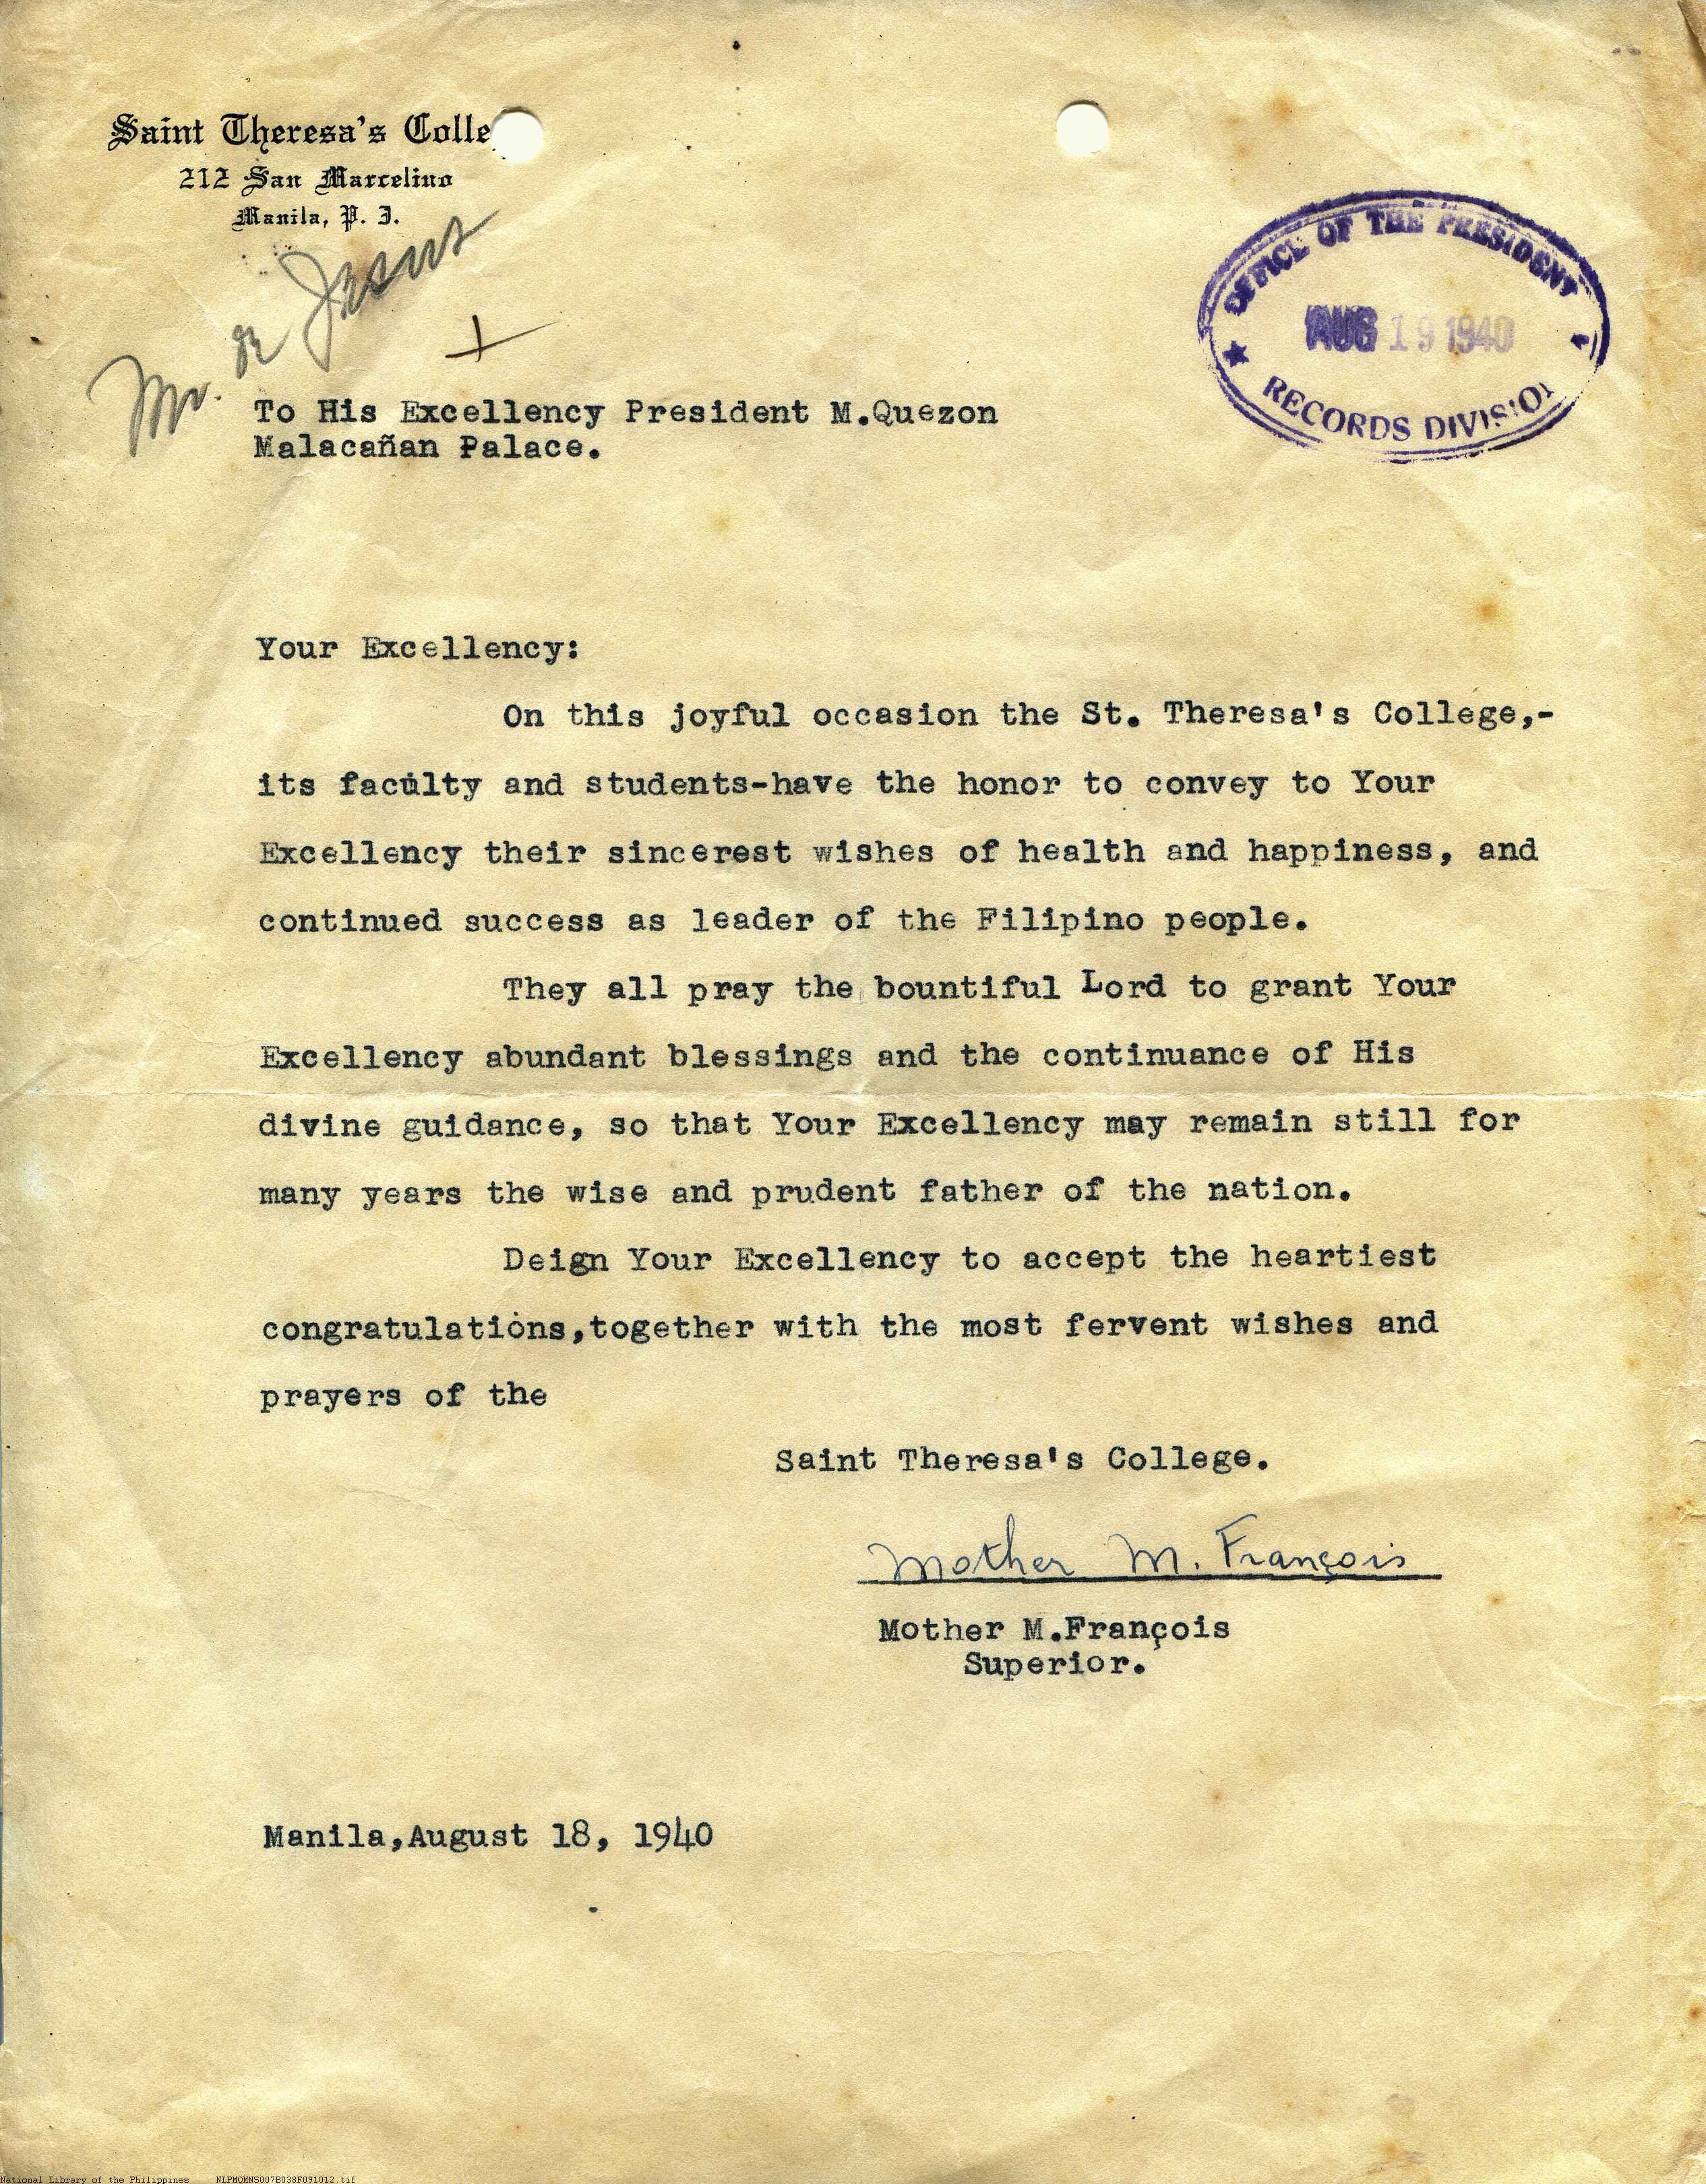 Saint Theresa's Colle
212 San Marcelino
Manila, P. I.
Mr. de Jesus
OFFICE OF THE PRESIDENT
AUG 19 1940
RECORDS DIVISION
To His Excellency President M.Quezon
Malacañan Palace.
Your Excellency:
On this joyful occasion the St. Theresa's College,-
its faculty and students-have the honor to convey to Your
Excellency their sincerest wishes of health and happiness, and
continued success as leader of the Filipino people.
They all pray the bountiful Lord to grant Your
Excellency abundant blessings and the continuance of His
divine guidance, so that Your Excellency may remain still for
many years the wise and prudent father of the nation.
Deign Your Excellency to accept the heartiest
congratulations,together with the most fervent wishes and
prayers of the
Saint Theresa's College.
Mother M. François
Mother M.François
Superior.
Manila,August 18, 1940
National Library of the Philippines NLPMQMNS007B038F091012.tif